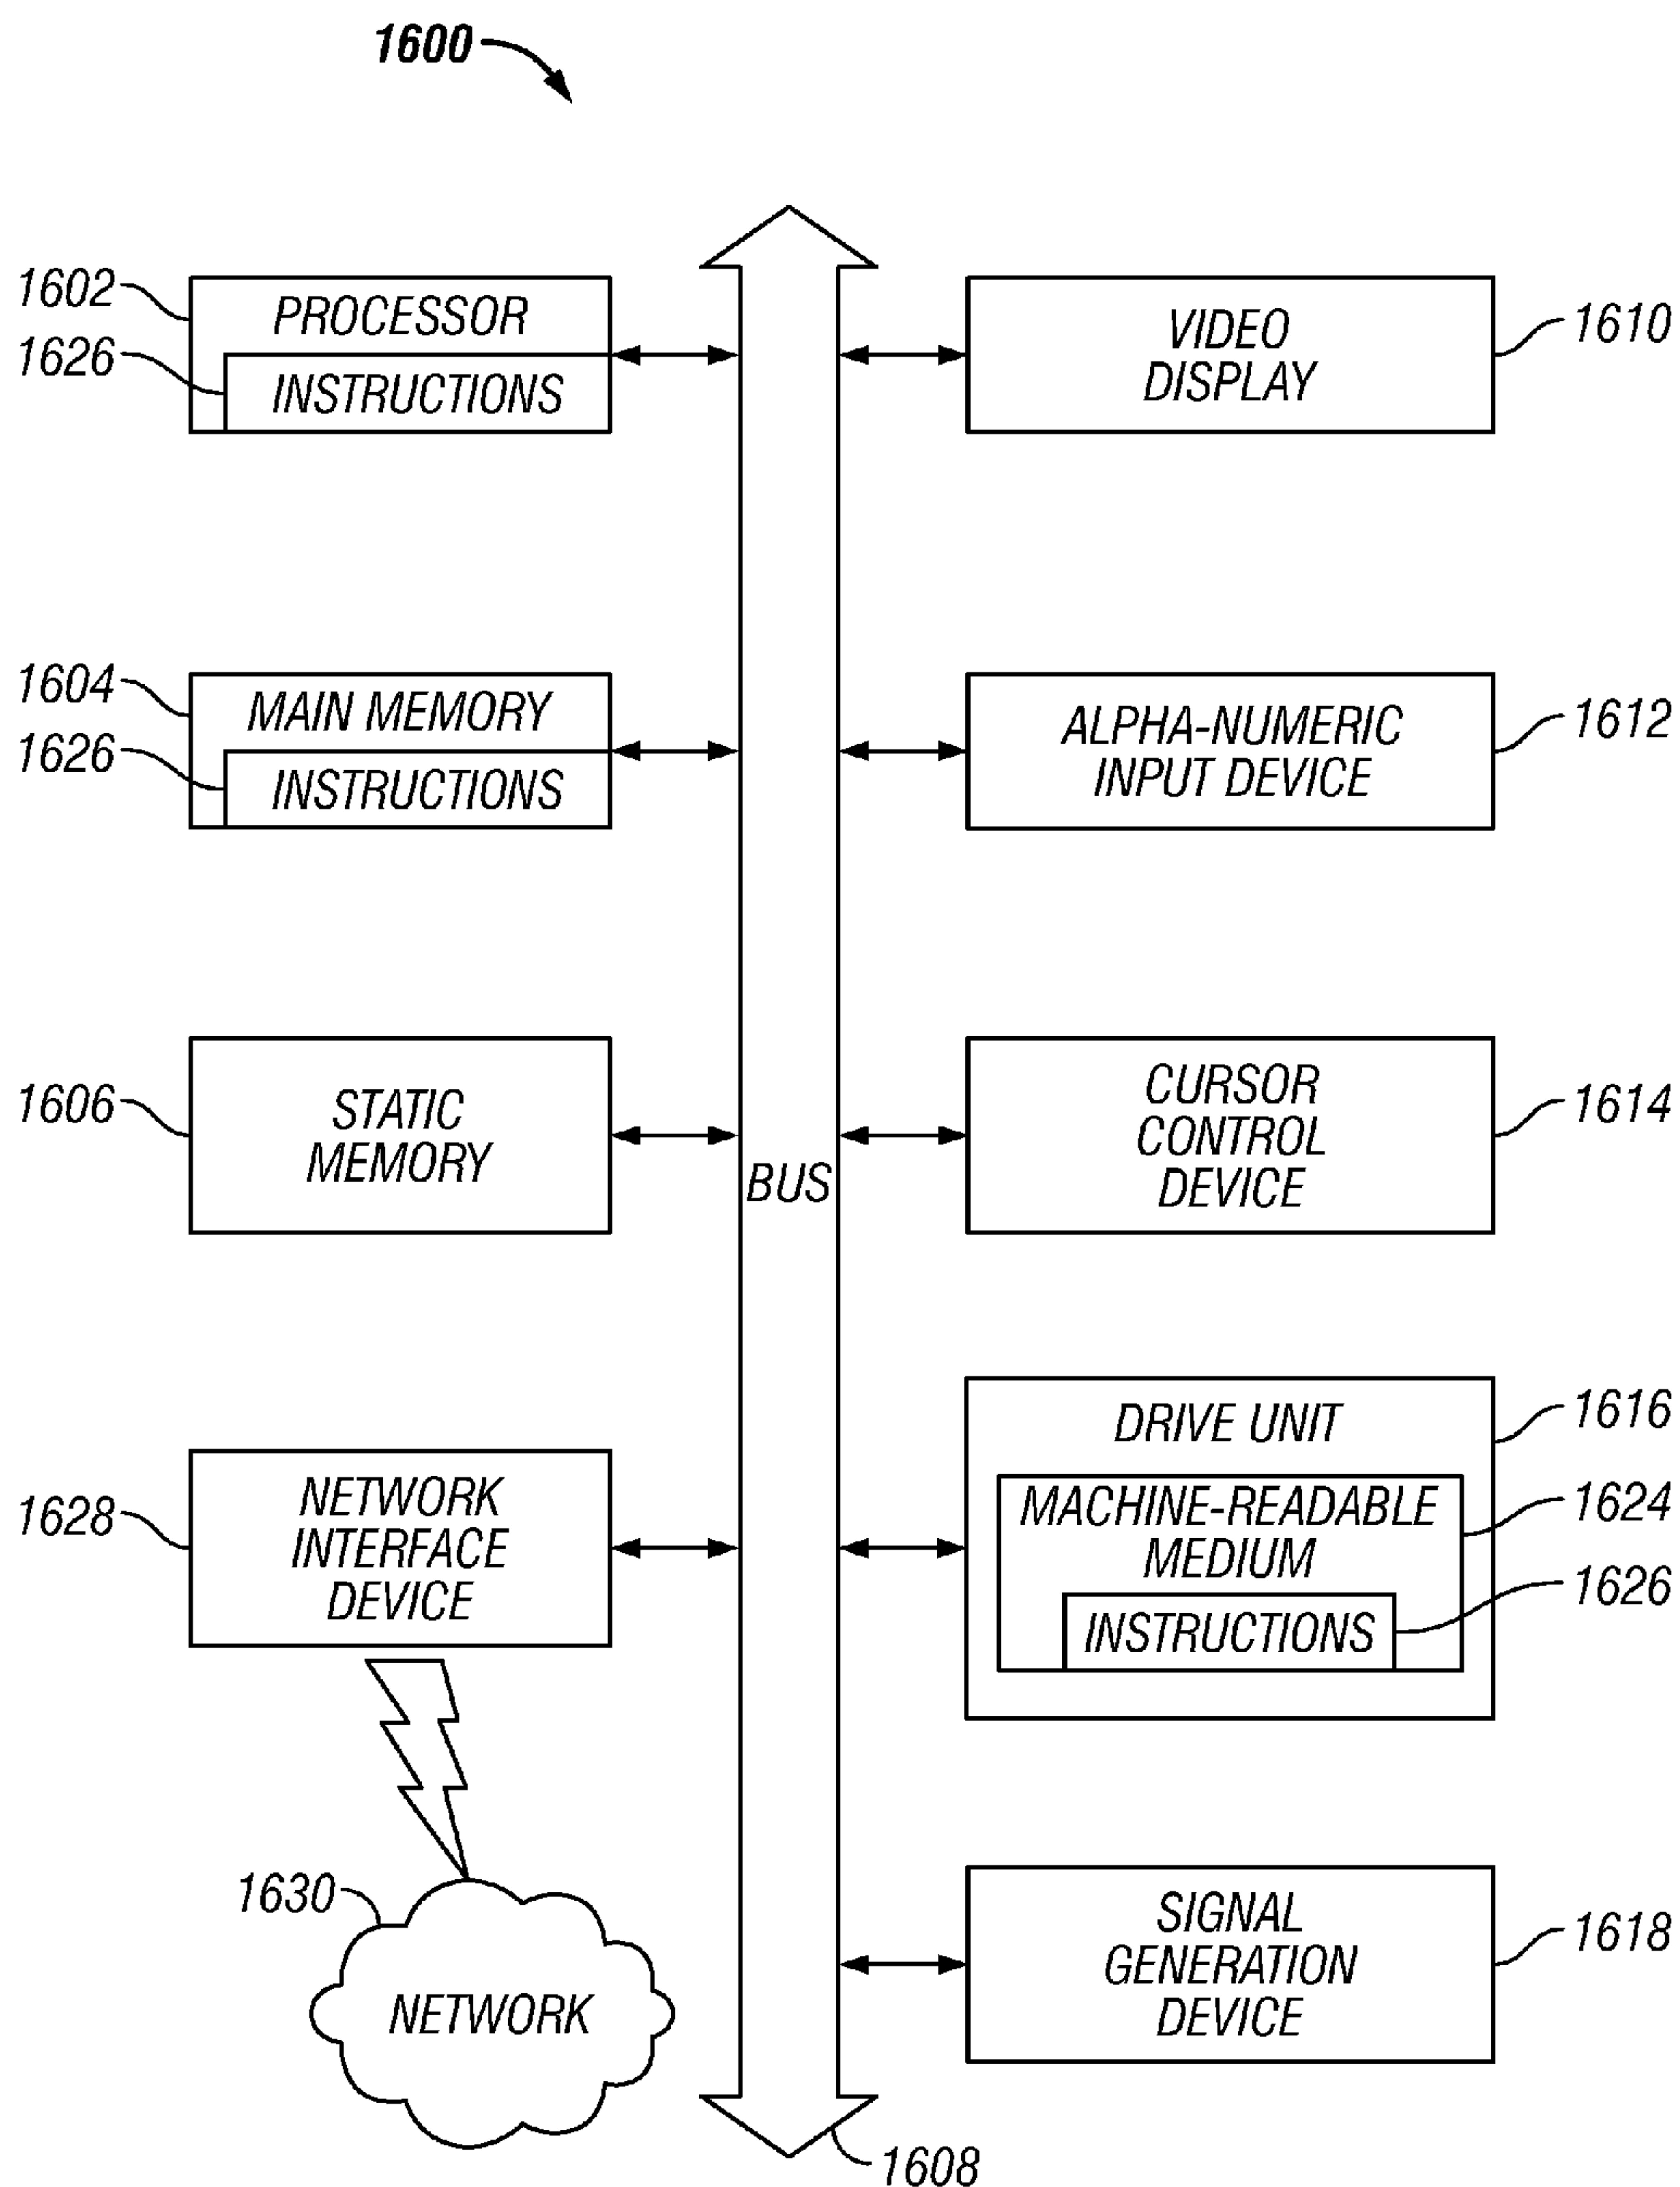 1600
1602
PROCESSOR
1626
INSTRUCTIONS
VIDEO
DISPLAY
1610
1604
MAIN MEMORY
1626
INSTRUCTIONS
ALPHA-NUMERIC
INPUT DEVICE
1612
1606
STATIC
MEMORY
BUS
CURSOR
CONTROL
DEVICE
1614
1628
NETWORK
INTERFACE
DEVICE
DRIVE UNIT
1616
MACHINE-READABLE
MEDIUM
1624
INSTRUCTIONS
1626
1630
NETWORK
SIGNAL
GENERATION
DEVICE
1618
1608